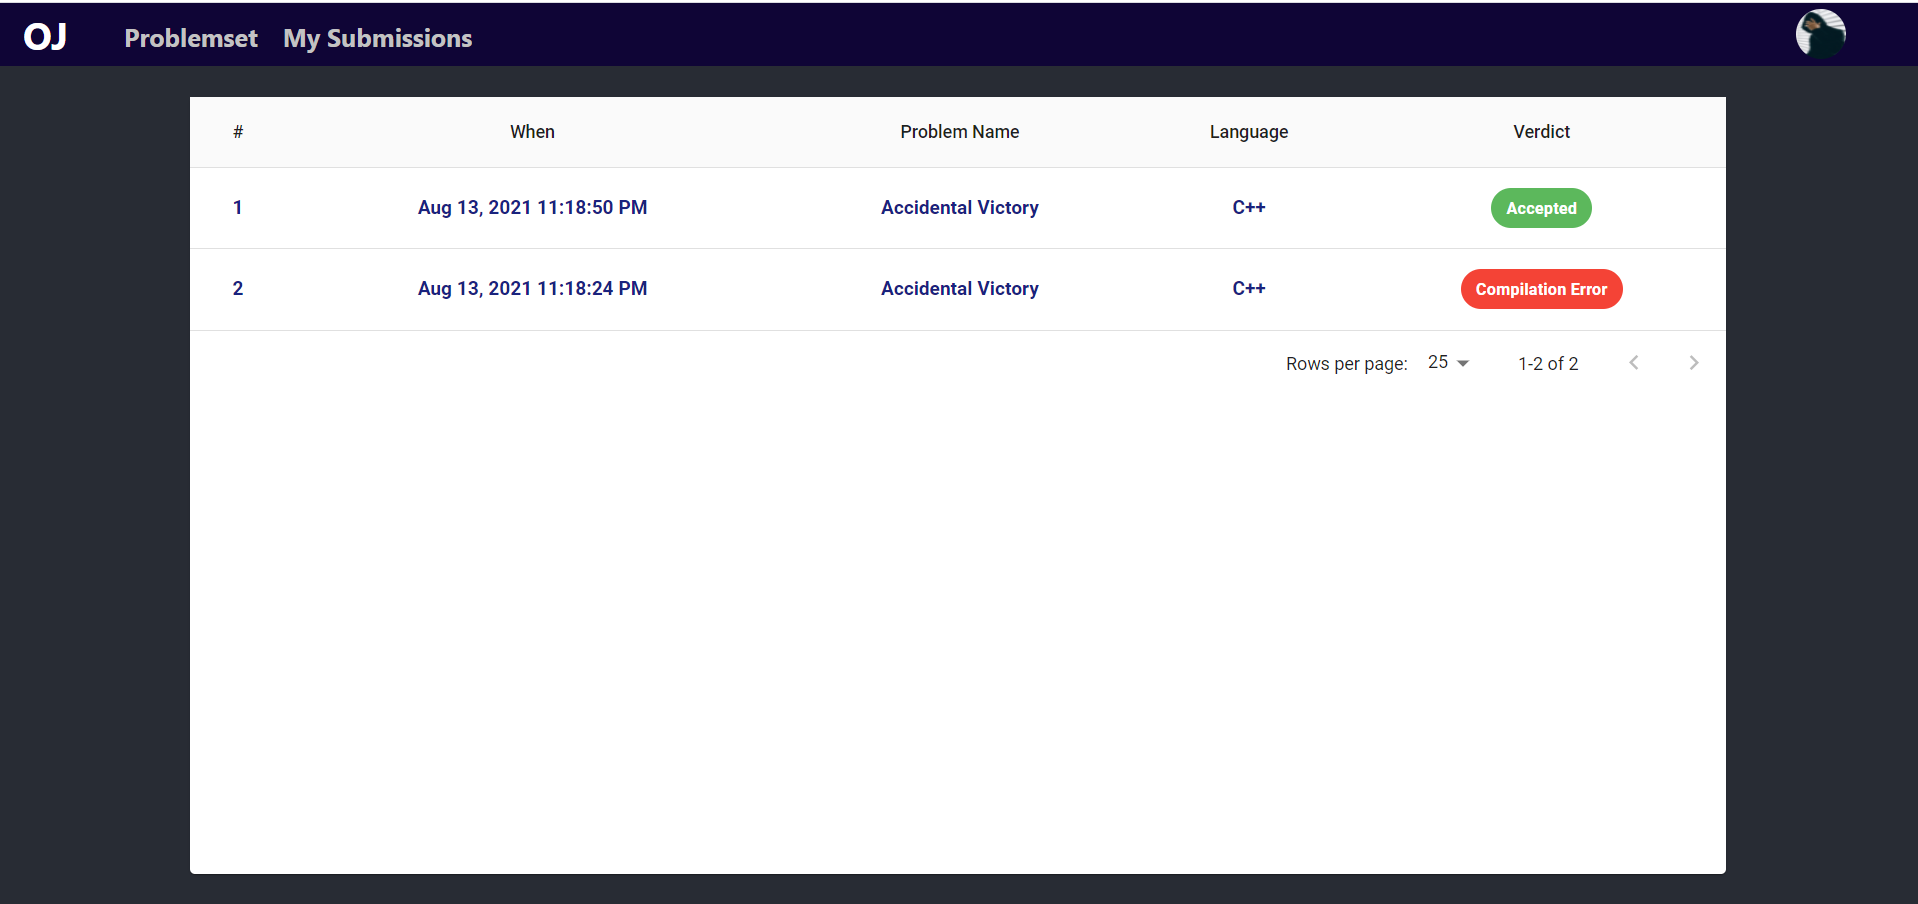 OJ Problemset My Submissions
# When Problem Name Language Verdict
1 Aug 13, 2021 11:18:50 PM Accidental Victory C++ Accepted
2 Aug 13, 2021 11:18:24 PM Accidental Victory C++ Compilation Error
Rows per page: 25 1-2 of 2